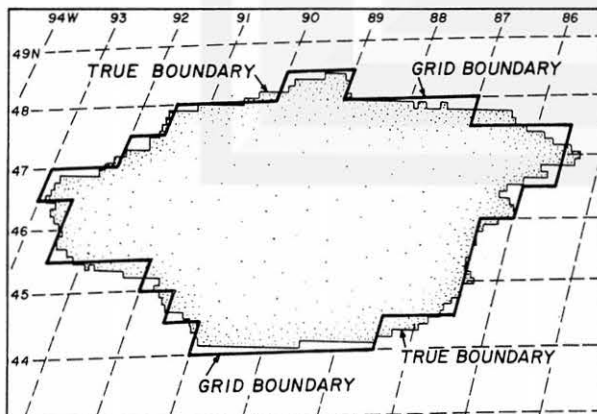 94W 93 92 91 90 89 88 87 86
49N
TRUE BOUNDARY
GRID BOUNDARY
48
47
46
45
44
TRUE BOUNDARY
GRID BOUNDARY